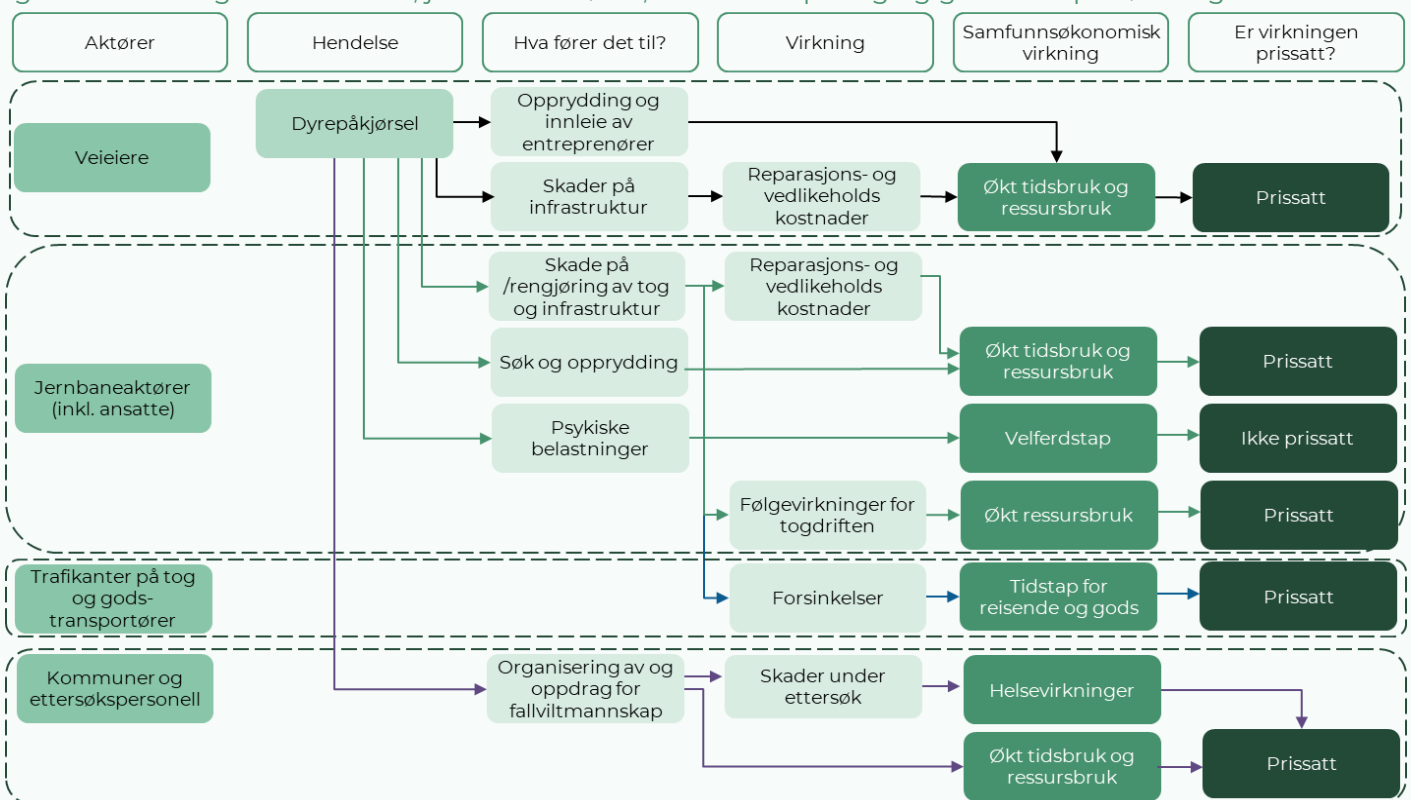 Aktører
Hendelse
Hva fører det til?
Virkning
Samfunnsøkonomisk
virkning
Er virkningen
prissatt?
Veieiere
Dyrepåkjørsel
Opprydding og
innleie av
entreprenører
Skader på
infrastruktur
Reparasjons- og
vedlikeholds
kostnader
Økt tidsbruk og
ressursbruk
Prissatt
Jernbaneaktører
(inkl. ansatte)
Skade på
/rengjøring av tog
og infrastruktur
Reparasjons- og
vedlikeholds
kostnader
Søk og opprydding
Økt tidsbruk og
ressursbruk
Prissatt
Psykiske
belastninger
Velferdstap
Ikke prissatt
Følgevirkninger for
togdriften
Økt ressursbruk
Prissatt
Trafikanter på tog
og gods-
transportører
Forsinkelser
Tidstap for
reisende og gods
Prissatt
Kommuner og
ettersøkspersonell
Organisering av og
oppdrag for
fallviltmannskap
Skader under
ettersøk
Helsevirkninger
Økt tidsbruk og
ressursbruk
Prissatt